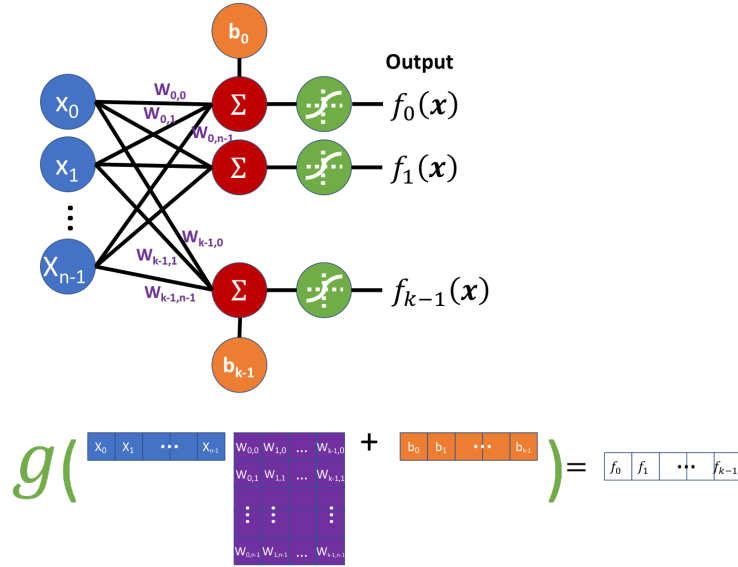 b0
Output
x0
W0,0
Σ
f0(x)
W0,1
W0,n-1
x1
Σ
f1(x)
⋮
Wk-1,0
Xn-1
Wk-1,1
Wk-1,n-1
Σ
fk−1(x)
bk-1
g( X0 X1 ... Xn-1 W0,0 W1,0 ... Wk-1,0 + b0 b1 ... bk-1 ) = f0 f1 ... fk−1
W0,1 W1,1 ... Wk-1,1
⋮ ⋮ ⋮
W0,n-1 W1,n-1 ... Wk-1,n-1